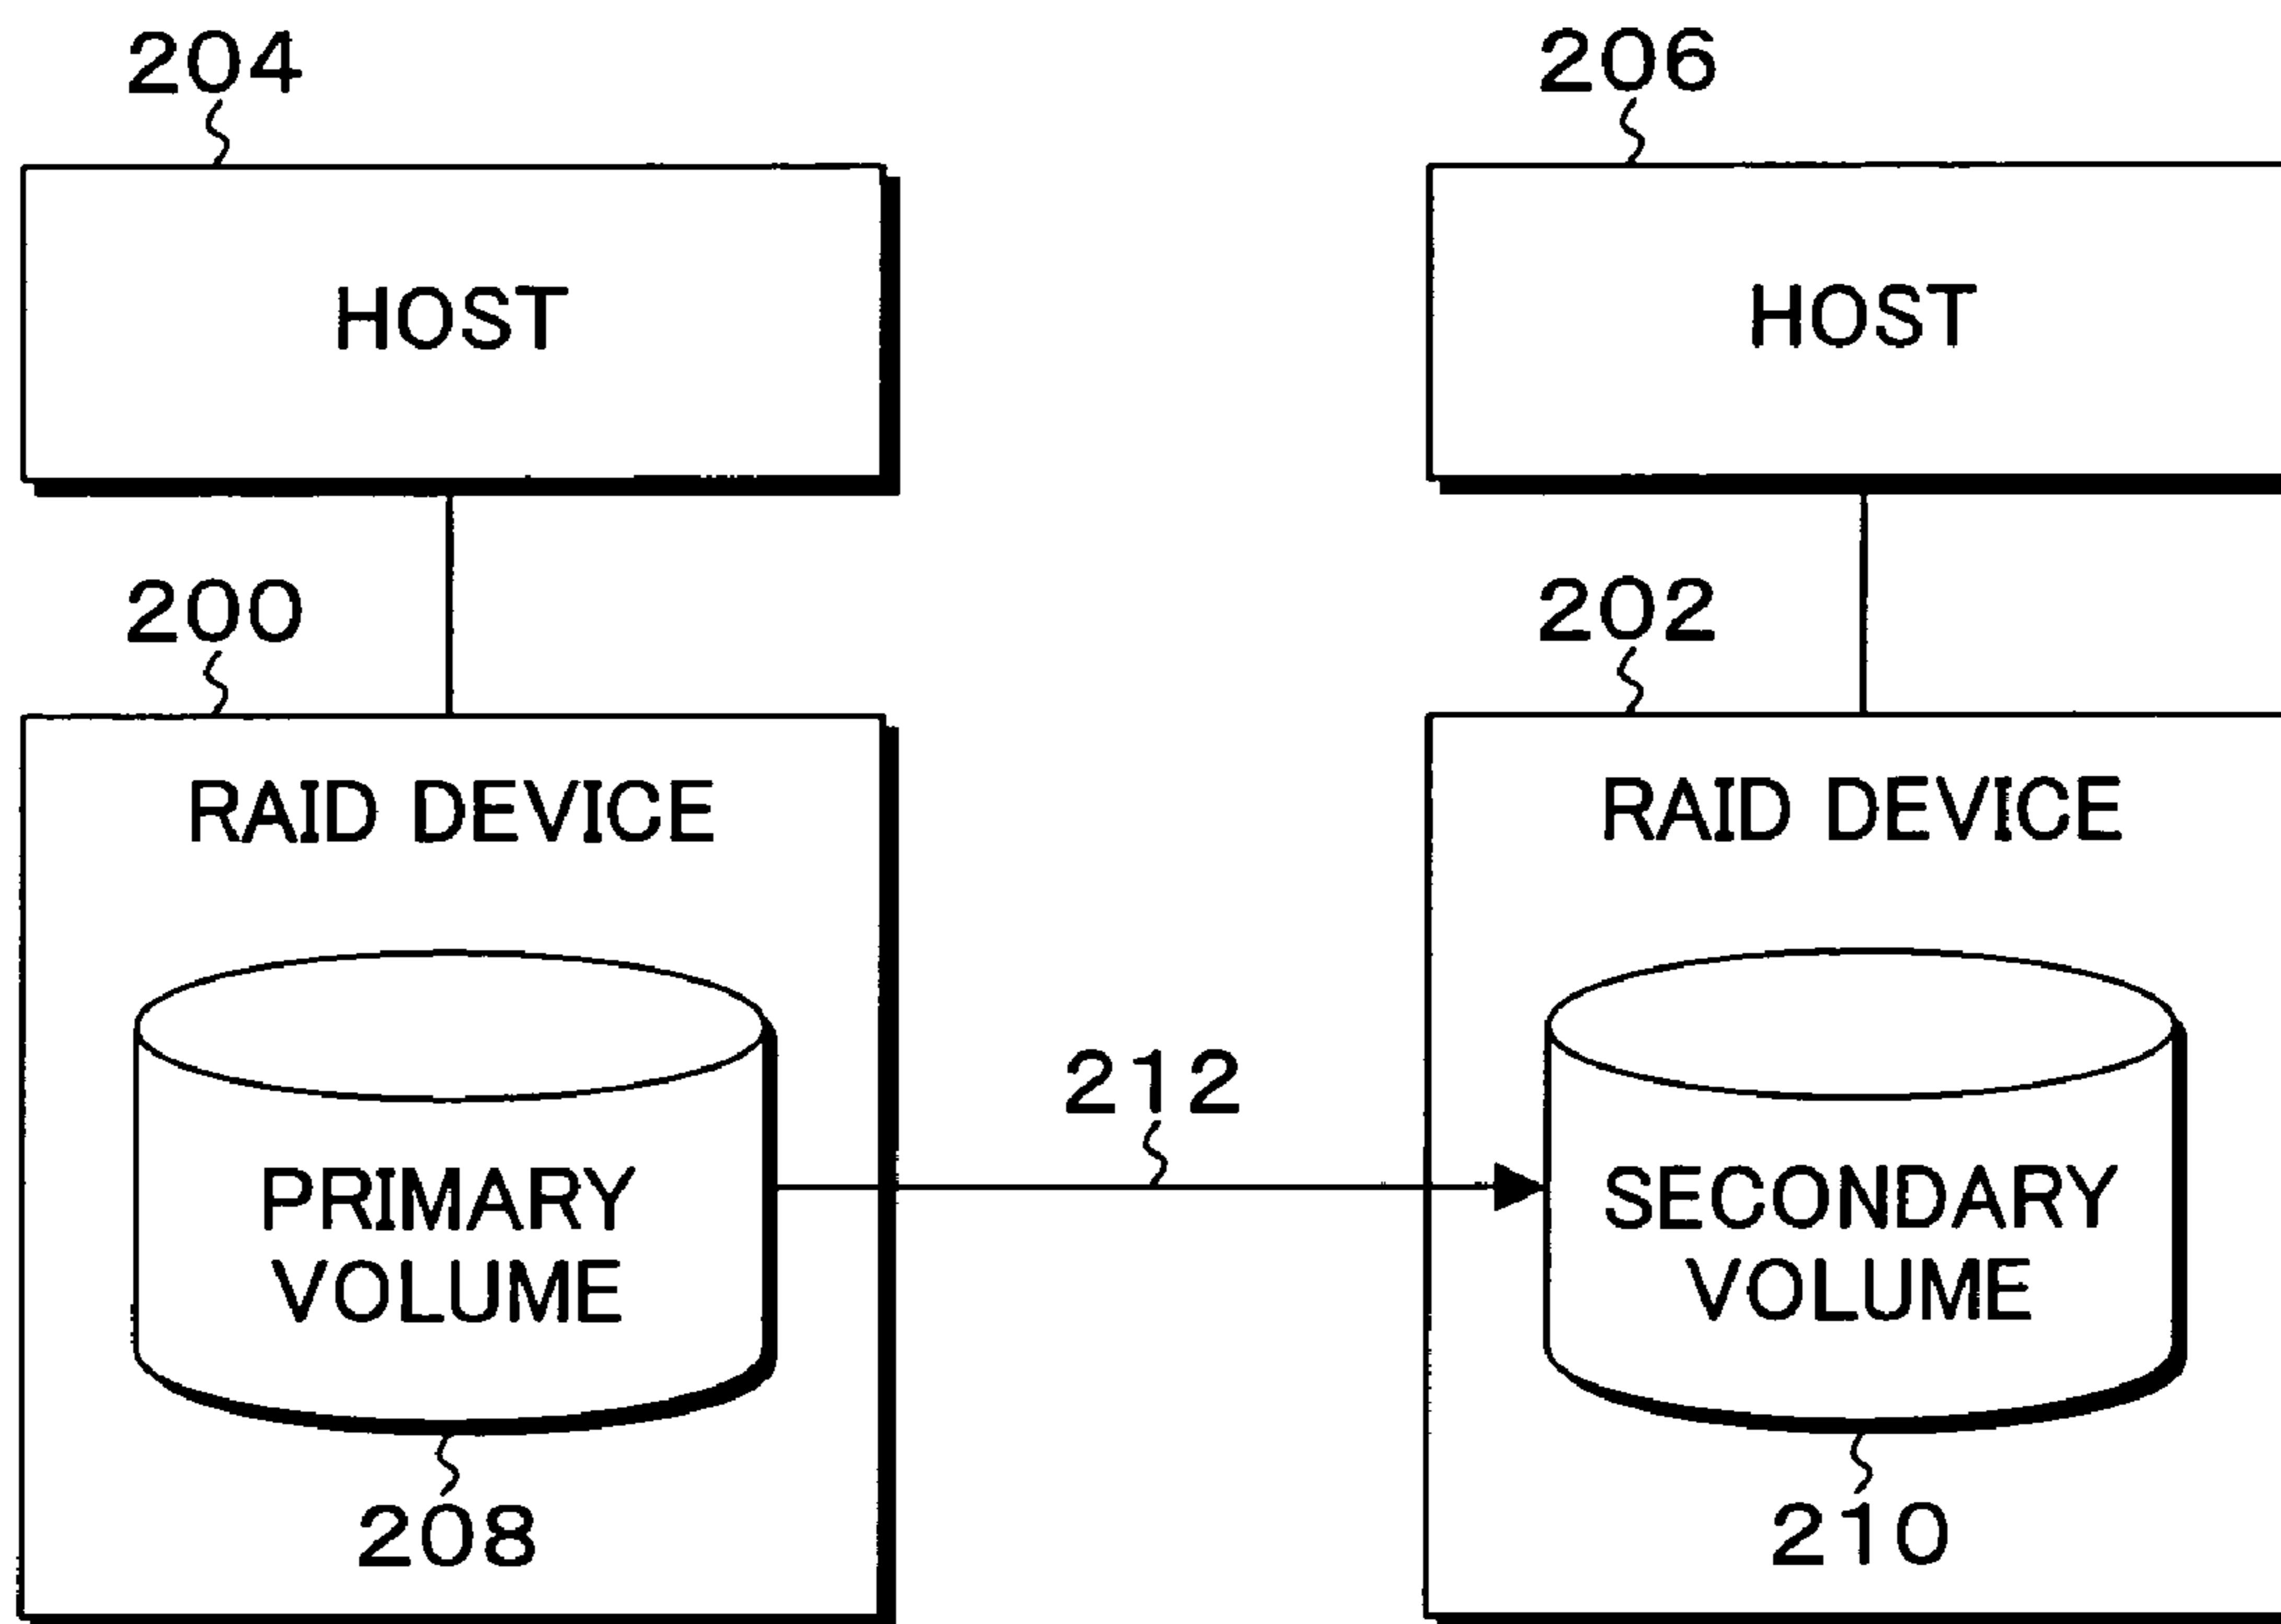 204
206
HOST
HOST
200
202
RAID DEVICE
RAID DEVICE
212
PRIMARY
VOLUME
SECONDARY
VOLUME
208
210